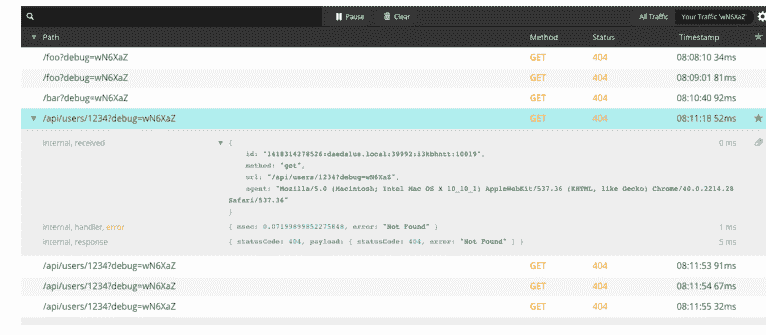 Pause Clear All Traffic Your Traffic 'wN6XaZ'
Path Method Status Timestamp
/foo?debug=wN6XaZ GET 404 08:08:10 34ms
/foo?debug=wN6XaZ GET 404 08:09:01 81ms
/bar?debug=wN6XaZ GET 404 08:10:40 92ms
/api/users/1234?debug=wN6XaZ GET 404 08:11:18 52ms
internal, received { 0 ms
id: "1418314278526:daedalus.local:39992:i3kbhntt:10019",
method: "get",
url: "/api/users/1234?debug=wN6XaZ",
agent: "Mozilla/5.0 (Macintosh; Intel Mac OS X 10_10_1) AppleWebKit/537.36 (KHTML, like Gecko) Chrome/40.0.2214.28
Safari/537.36"
}
internal, handler, error { msec: 0.07199899852275848, error: "Not Found" } 1 ms
internal, response { statusCode: 404, payload: { statusCode: 404, error: "Not Found" } } 5 ms
/api/users/1234?debug=wN6XaZ GET 404 08:11:53 91ms
/api/users/1234?debug=wN6XaZ GET 404 08:11:54 67ms
/api/users/1234?debug=wN6XaZ GET 404 08:11:55 32ms